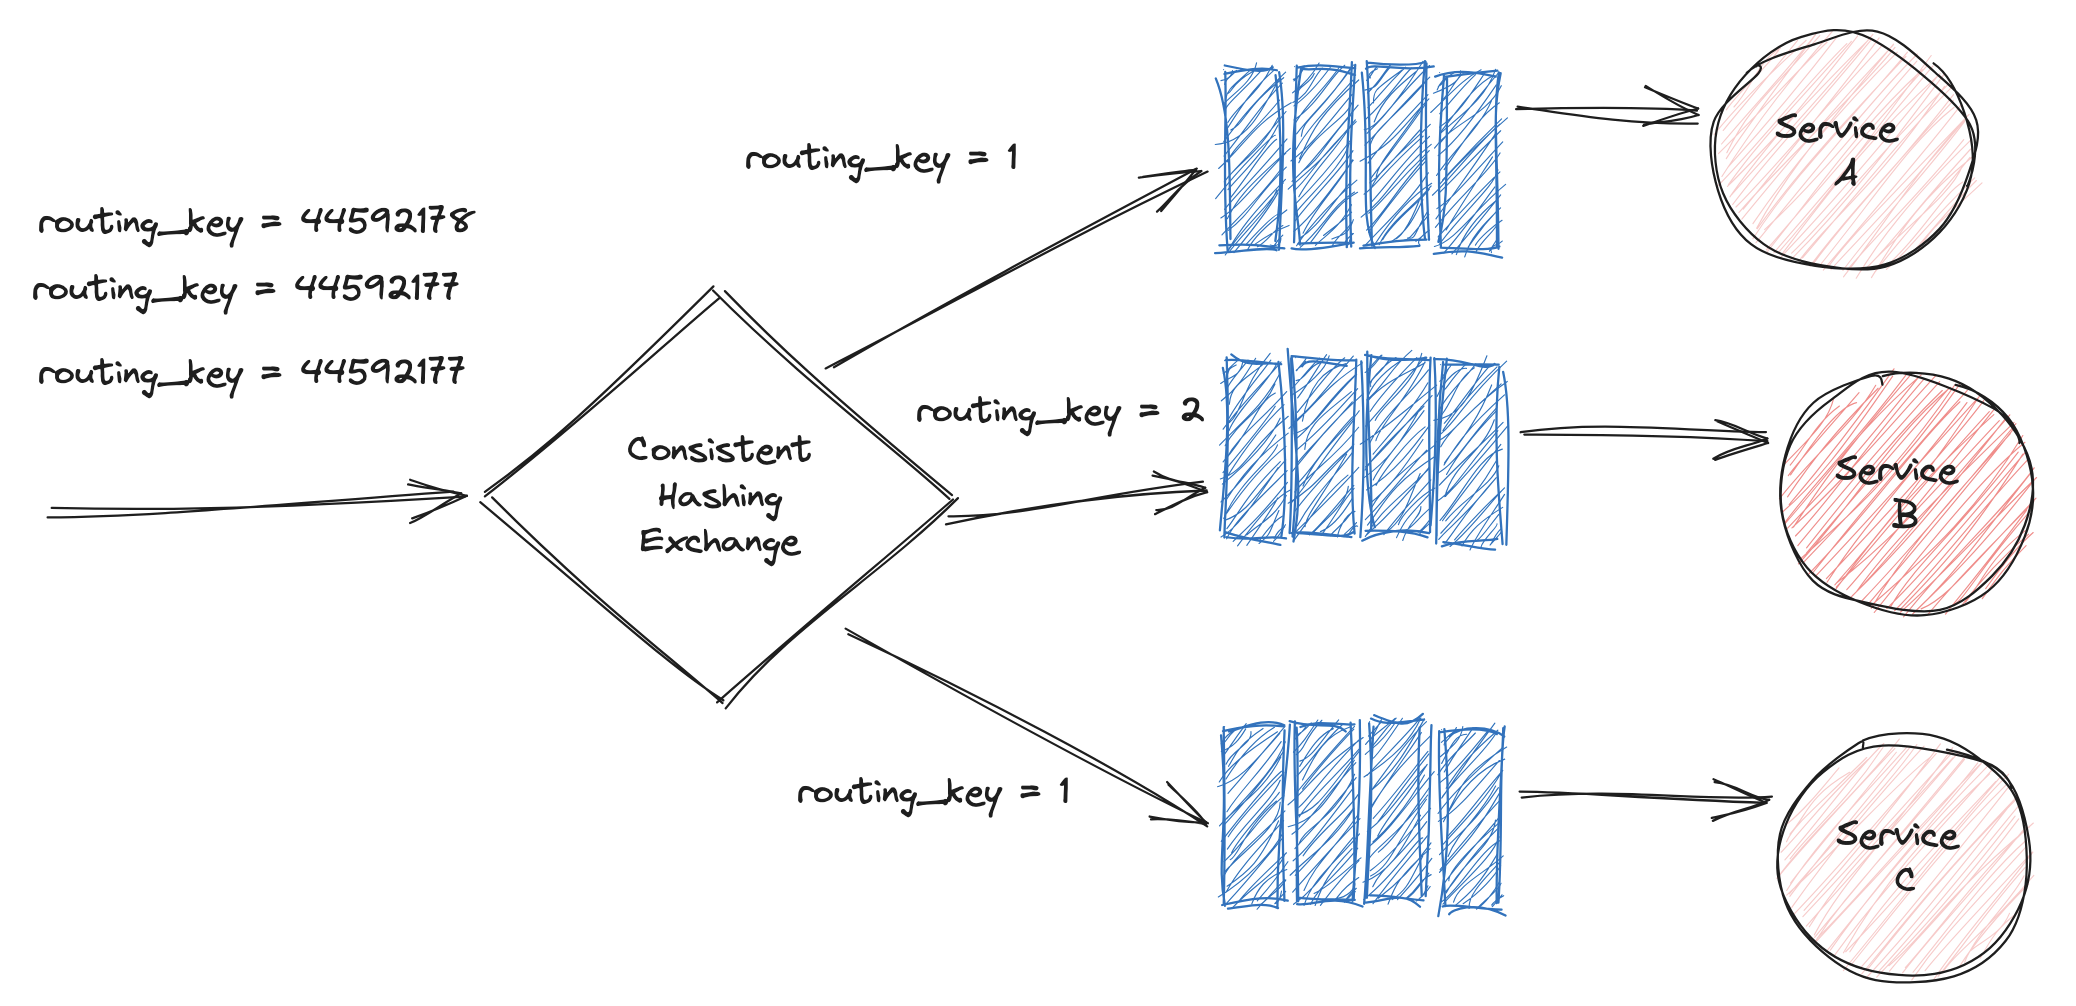 routing_key = 44592178
routing_key = 44592177
routing_key = 44592177
Consistent
Hashing
Exchange
routing_key = 1
routing_key = 2
routing_key = 1
Service
A
Service
B
Service
C